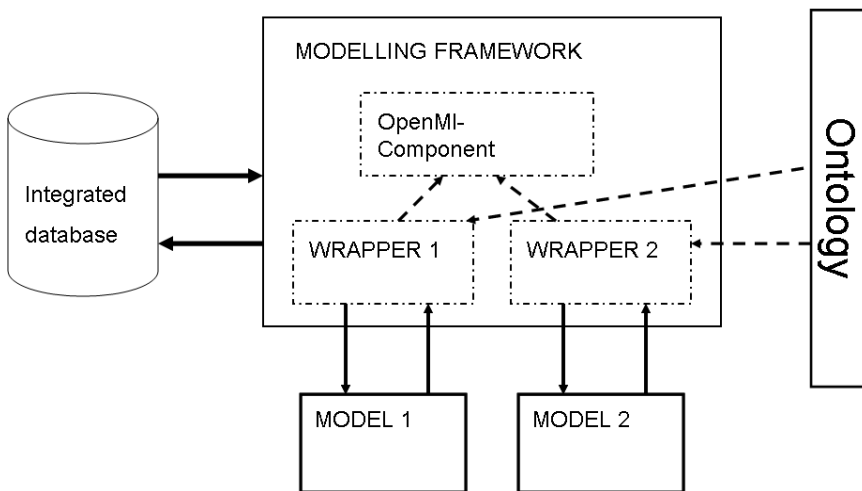 MODELLING FRAMEWORK
OpenMI-
Component
Integrated
database
WRAPPER 1
WRAPPER 2
MODEL 1
MODEL 2
Ontology